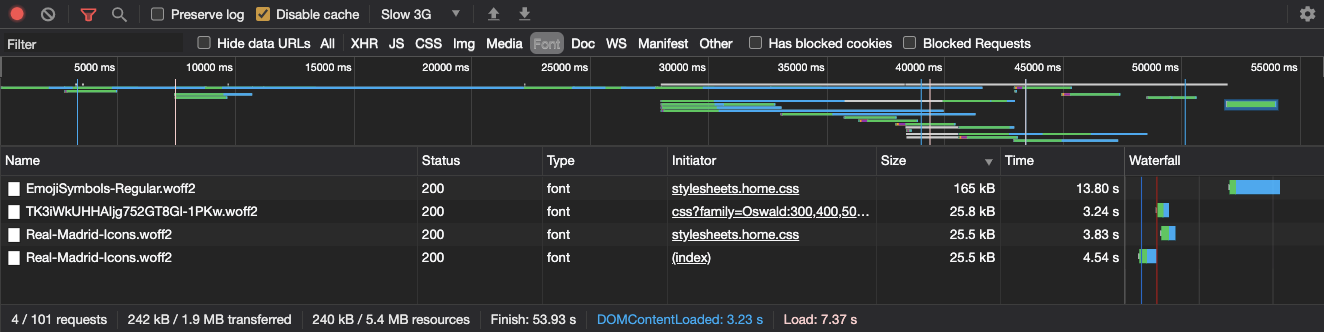 Preserve log Disable cache Slow 3G
Filter Hide data URLs All XHR JS CSS Img Media Font Doc WS Manifest Other Has blocked cookies Blocked Requests
5000 ms 10000 ms 15000 ms 20000 ms 25000 ms 30000 ms 35000 ms 40000 ms 45000 ms 50000 ms 55000 ms
Name Status Type Initiator Size Time Waterfall
EmojiSymbols-Regular.woff2 200 font stylesheets.home.css 165 kB 13.80 s
TK3iWkUHHAIjg752GT8Gl-1PKw.woff2 200 font css?family=Oswald:300,400,50... 25.8 kB 3.24 s
Real-Madrid-Icons.woff2 200 font stylesheets.home.css 25.5 kB 3.83 s
Real-Madrid-Icons.woff2 200 font (index) 25.5 kB 4.54 s
4 / 101 requests 242 kB / 1.9 MB transferred 240 kB / 5.4 MB resources Finish: 53.93 s DOMContentLoaded: 3.23 s Load: 7.37 s